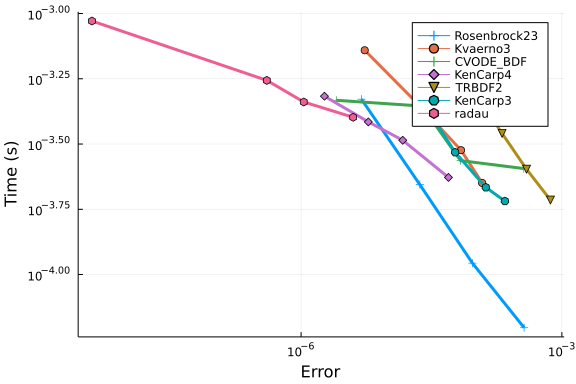 10^−3.00
10^−3.25
10^−3.50
10^−3.75
10^−4.00
Time (s)
Rosenbrock23
Kvaerno3
CVODE_BDF
KenCarp4
TRBDF2
KenCarp3
radau
10^−6
10^−3
Error